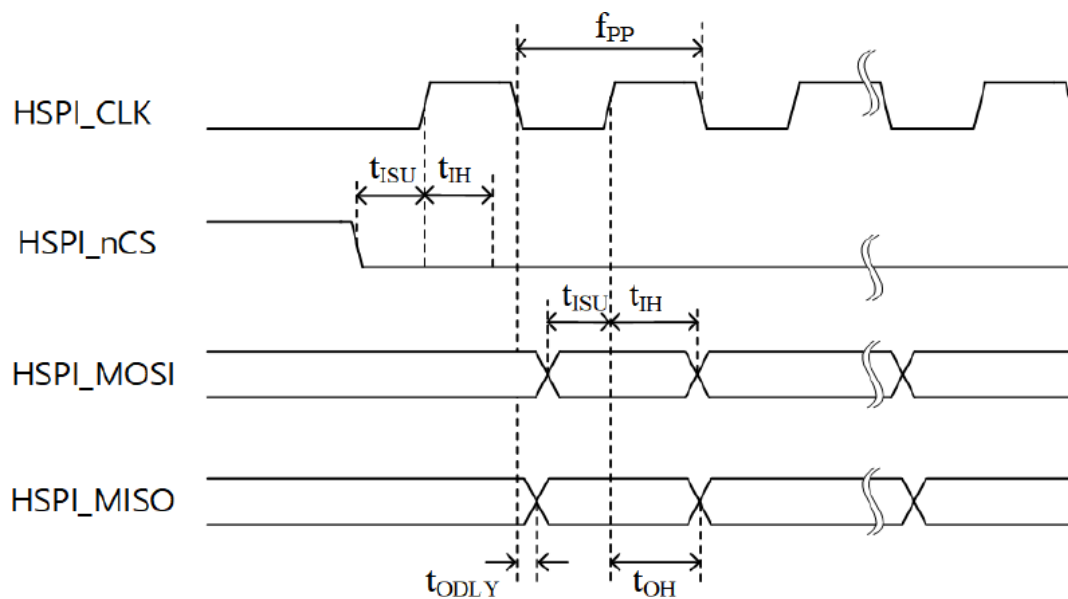 fPP
HSPI_CLK
tISU tIH
HSPI_nCS
tISU tIH
HSPI_MOSI
HSPI_MISO
tODLY tOH